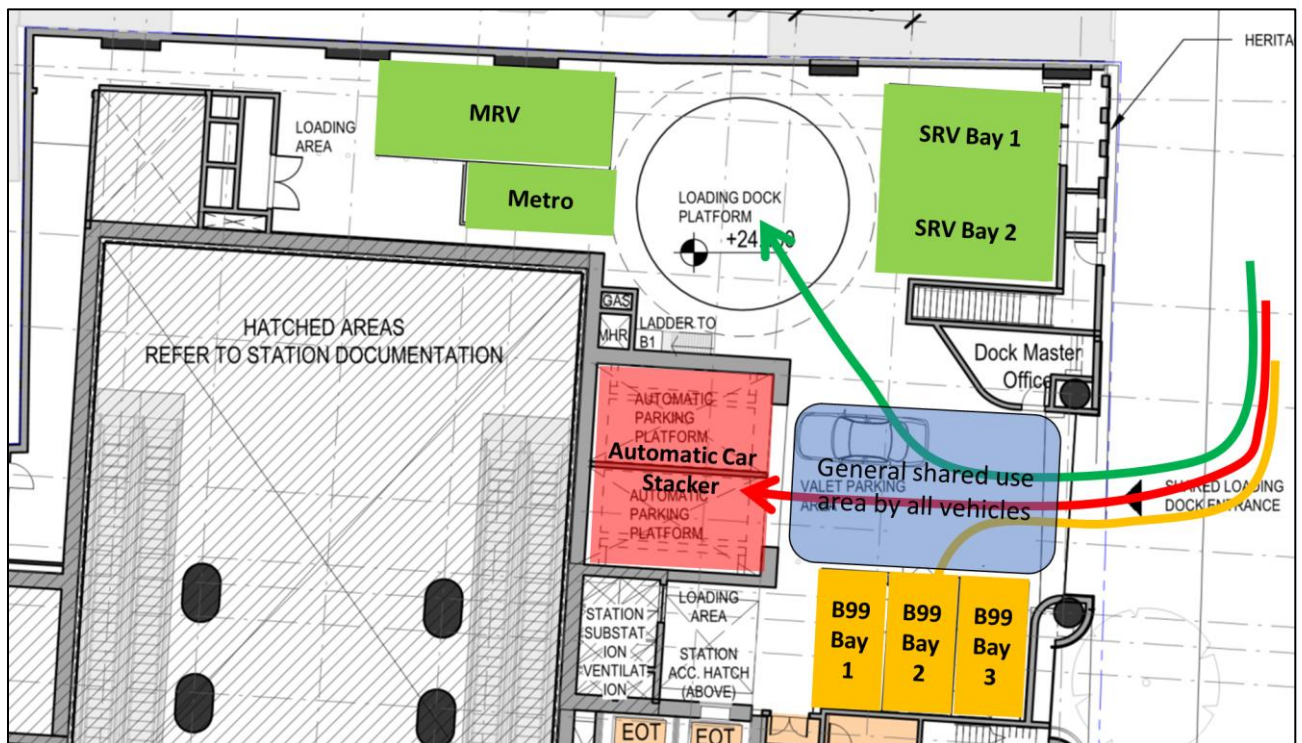 HERITA
MRV
LOADING
AREA
Metro
SRV Bay 1
SRV Bay 2
LOADING DOCK
PLATFORM
GAS
MHR
LADDER TO
B1
HATCHED AREAS
REFER TO STATION DOCUMENTATION
Dock Master
Office
AUTOMATIC
PARKING
PLATFORM
Automatic Car
Stacker
AUTOMATIC
PARKING
PLATFORM
General shared use
area by all vehicles
VALET PARKING
AREA
SHARED LOADING
DOCK ENTRANCE
STATION
SUBSTAT-
ION
VENTILAT-
ION
LOADING
AREA
STATION
ACC. HATCH
(ABOVE)
B99
Bay
1
B99
Bay
2
B99
Bay
3
EOT
EOT